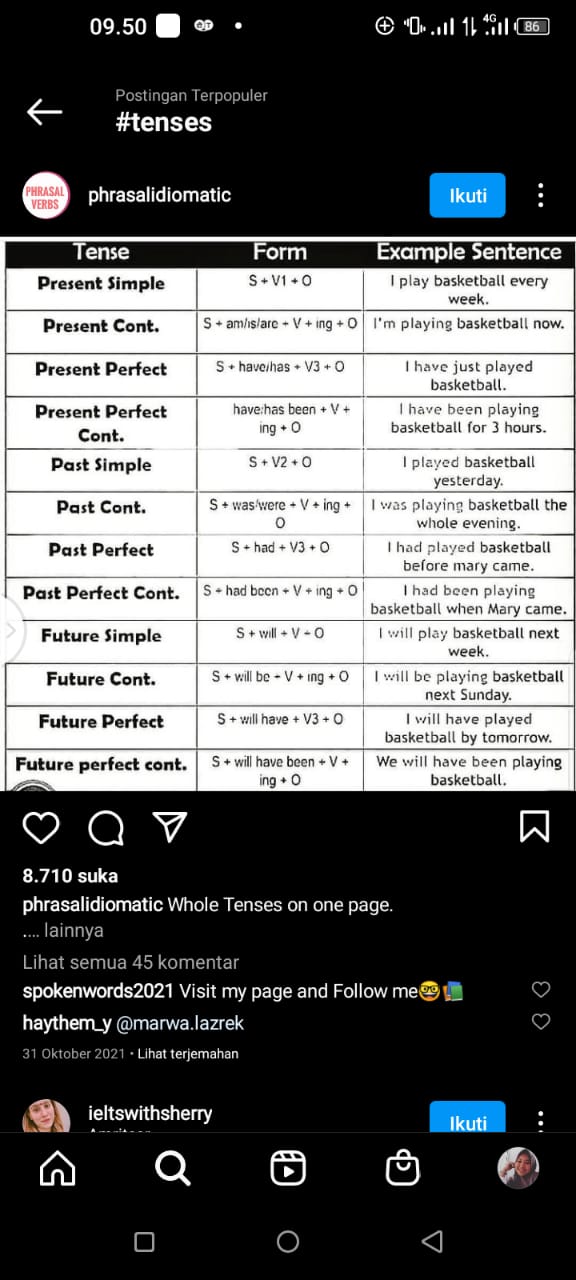 09.50
4G
86
Postingan Terpopuler
#tenses
PHRASAL
VERBS
phrasalidiomatic
Ikuti
Tense Form Example Sentence
Present Simple S + V1 + O I play basketball every
week.
Present Cont. S + am/is/are + V + ing + O I'm playing basketball now.
Present Perfect S + have/has + V3 + O I have just played
basketball.
Present Perfect have/has been + V + I have been playing
Cont. ing + O basketball for 3 hours.
Past Simple S + V2 + O I played basketball
yesterday.
Past Cont. S + was/were + V + ing + I was playing basketball the
O whole evening.
Past Perfect S + had + V3 + O I had played basketball
before mary came.
Past Perfect Cont. S + had been + V + ing + O I had been playing
basketball when Mary came.
Future Simple S + will + V + O I will play basketball next
week.
Future Cont. S + will be + V + ing + O I will be playing basketball
next Sunday.
Future Perfect S + will have + V3 + O I will have played
basketball by tomorrow.
Future perfect cont. S + will have been + V + We will have been playing
ing + O basketball.
8.710 suka
phrasalidiomatic Whole Tenses on one page.
.... lainnya
Lihat semua 45 komentar
spokenwords2021 Visit my page and Follow me🤓📚
haythem_y @marwa.lazrek
31 Oktober 2021 • Lihat terjemahan
ieltswithsherry
Ikuti